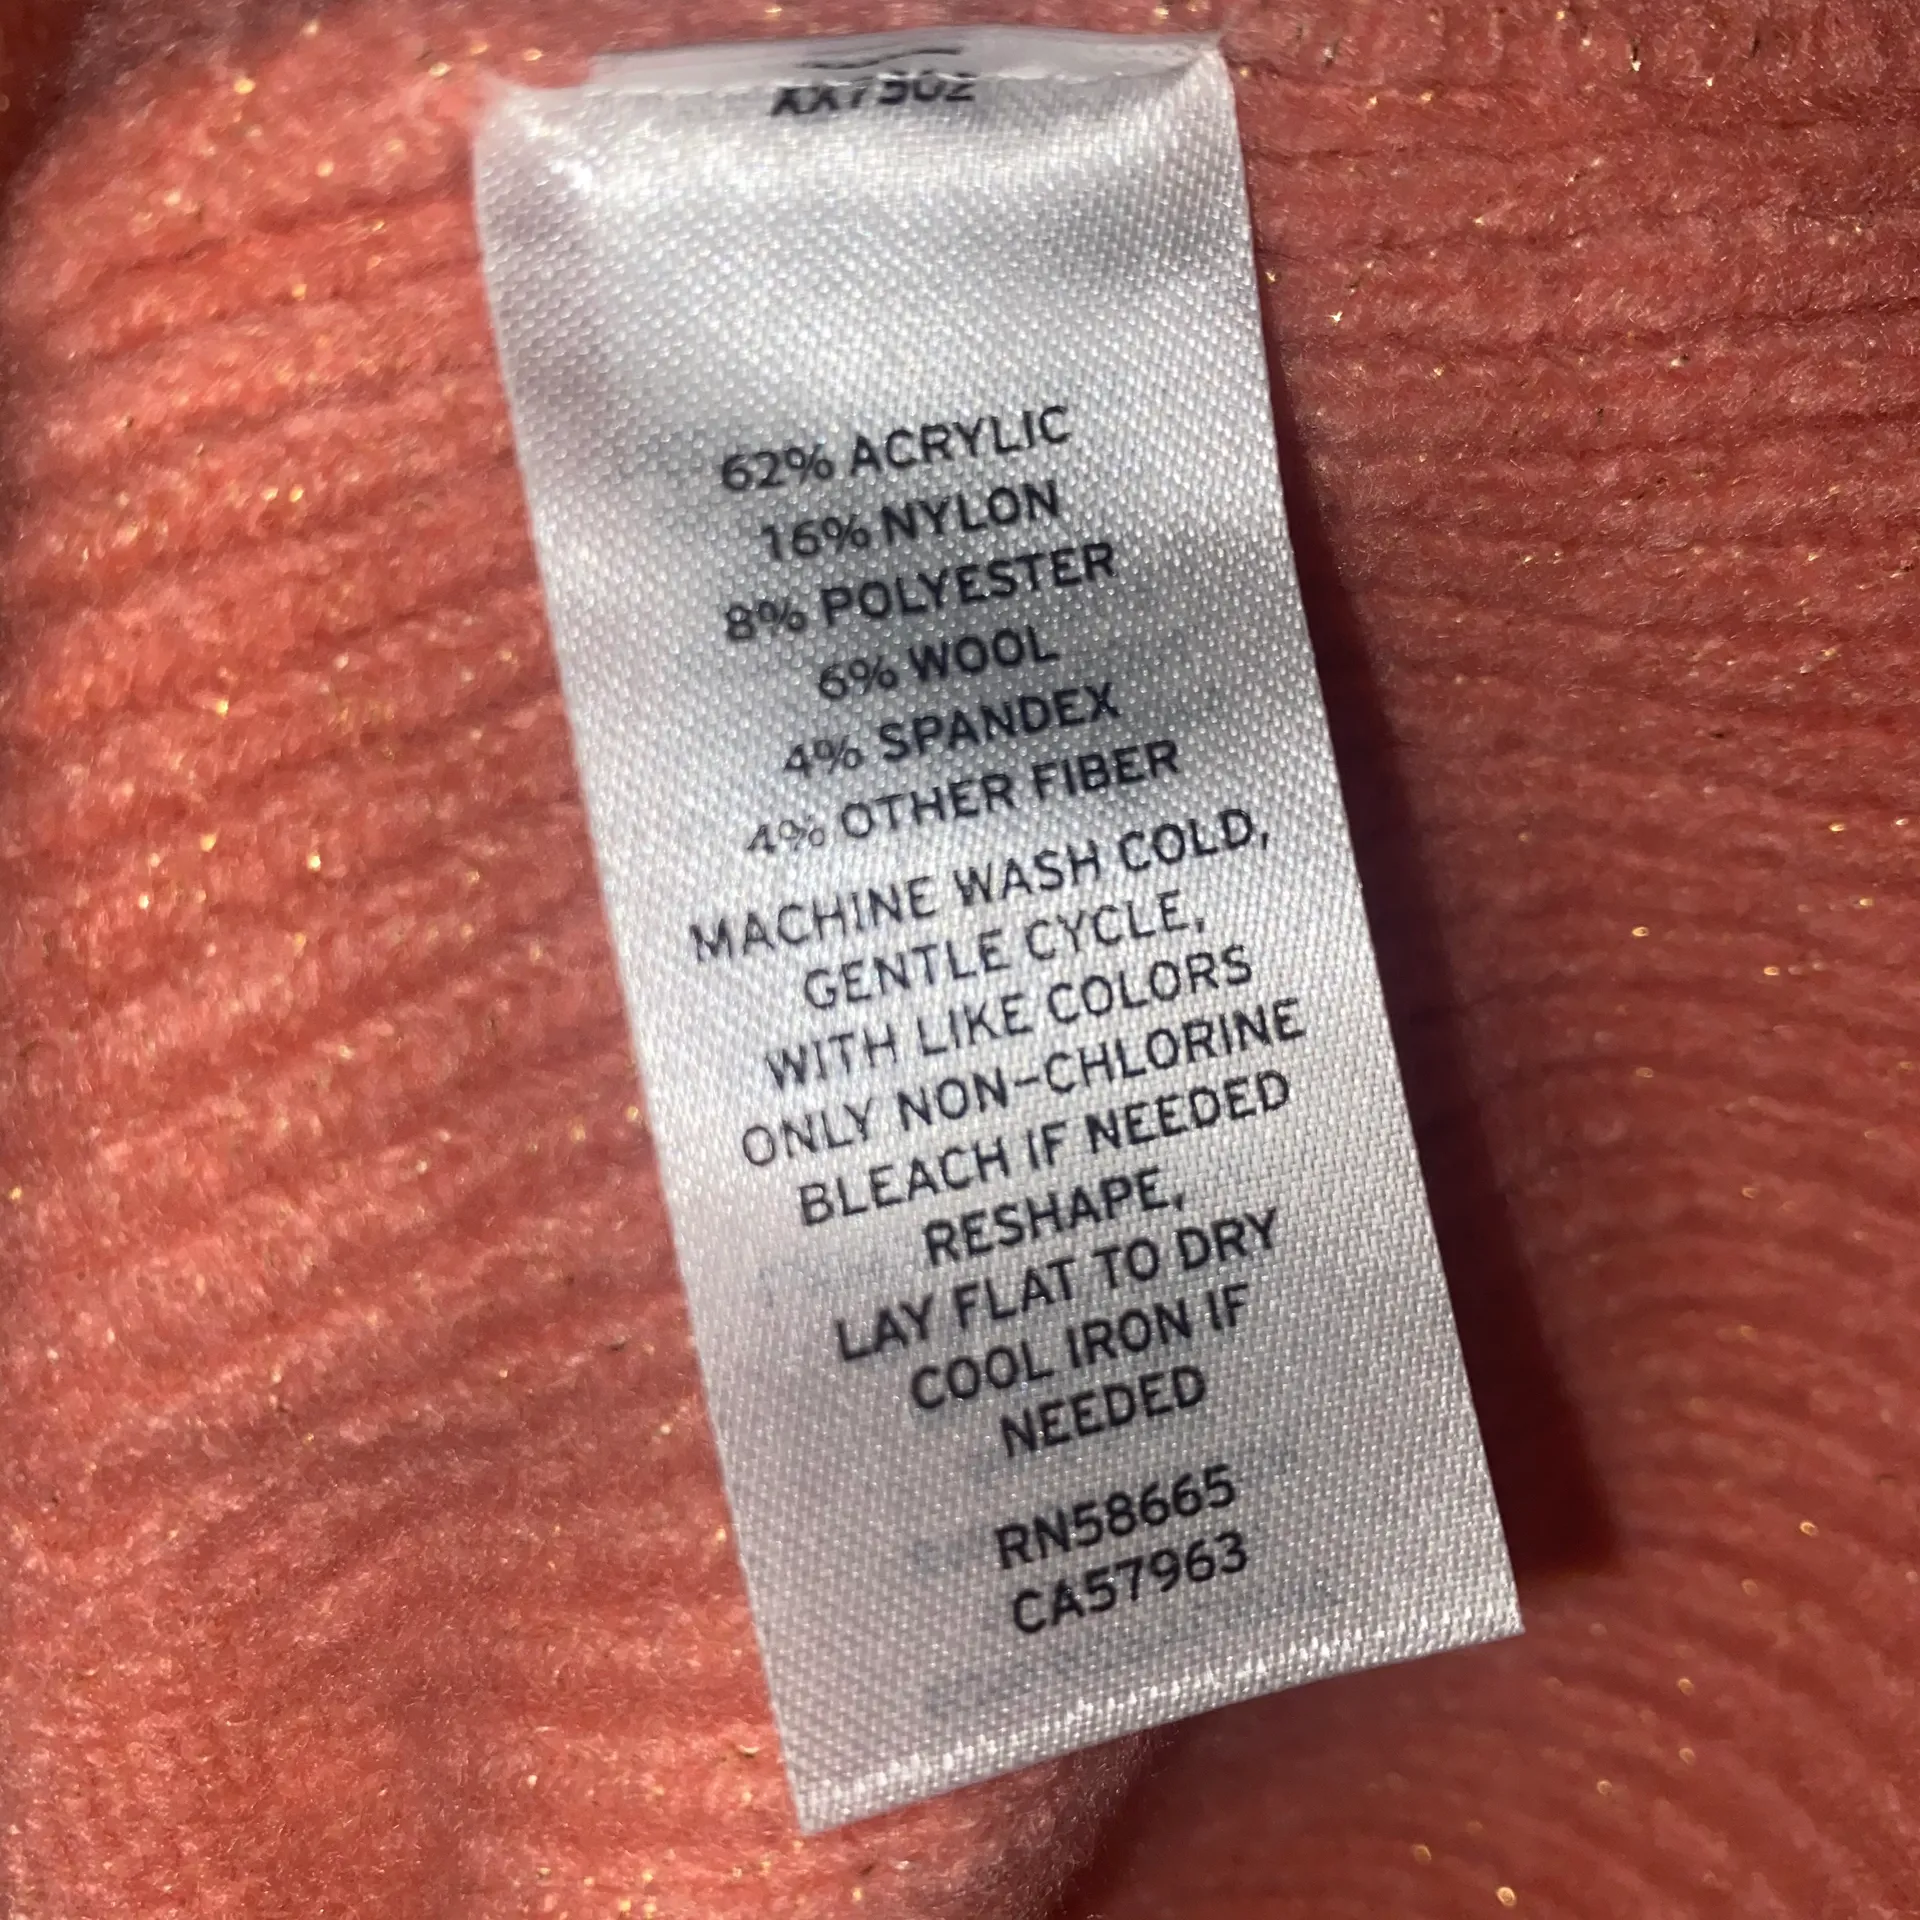 62% ACRYLIC
16% NYLON
8% POLYESTER
6% WOOL
4% SPANDEX
4% OTHER FIBER
MACHINE WASH COLD,
GENTLE CYCLE,
WITH LIKE COLORS
ONLY NON-CHLORINE
BLEACH IF NEEDED
RESHAPE,
LAY FLAT TO DRY
COOL IRON IF
NEEDED
RN58665
CA57963